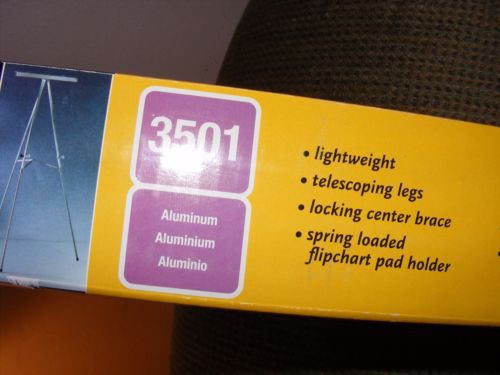 3501
Aluminum
Aluminium
Aluminio
• lightweight
• telescoping legs
• locking center brace
• spring loaded
flipchart pad holder